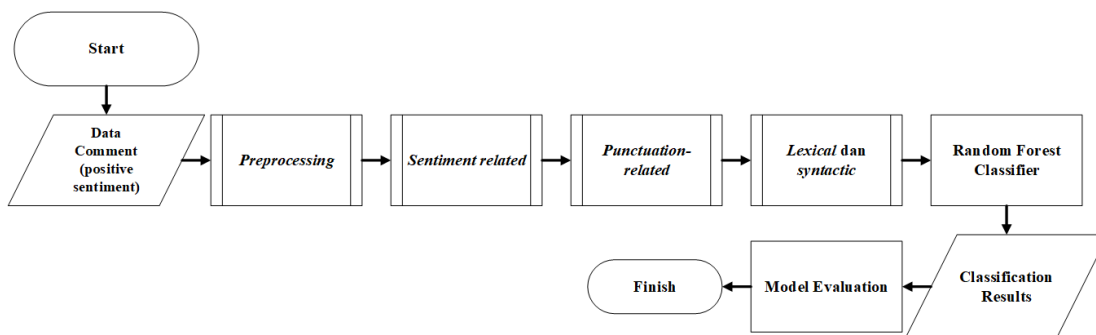 Start
Data
Comment
(positive
sentiment)
Preprocessing
Sentiment related
Punctuation-
related
Lexical dan
syntactic
Random Forest
Classifier
Classification
Results
Model Evaluation
Finish